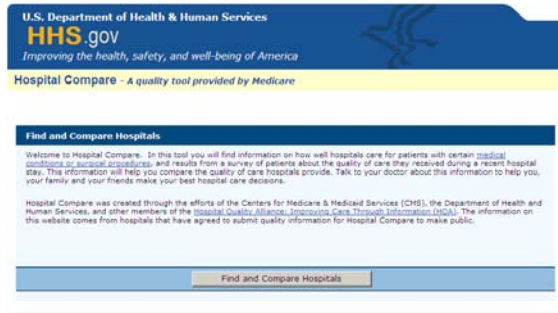 U.S. Department of Health & Human Services
HHS.gov
Improving the health, safety, and well-being of America
Hospital Compare - A quality tool provided by Medicare
Find and Compare Hospitals
Welcome to Hospital Compare. In this tool you will find information on how well hospitals care for patients with certain medical
conditions or surgical procedures, and results from a survey of patients about the quality of care they received during a recent hospital
stay. This information will help you compare the quality of care hospitals provide. Talk to your doctor about this information to help you,
your family and your friends make your best hospital care decisions.
Hospital Compare was created through the efforts of the Centers for Medicare & Medicaid Services (CMS), the Department of Health and
Human Services, and other members of the Hospital Quality Alliance: Improving Care Through Information (HQA). The information on
this website comes from hospitals that have agreed to submit quality information for Hospital Compare to make public.
Find and Compare Hospitals